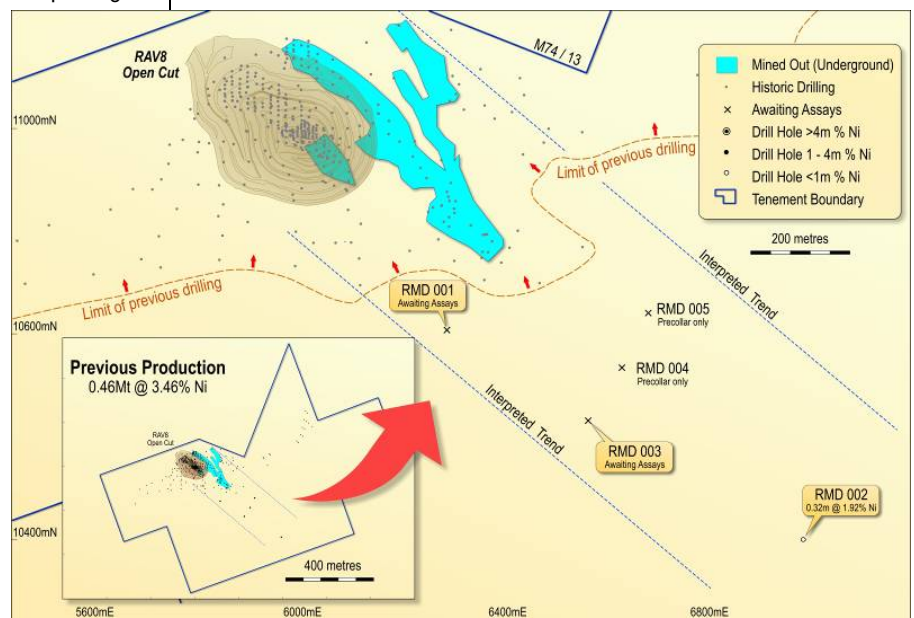 RAV8
Open Cut
M74 / 13
Mined Out (Underground)
Historic Drilling
Awaiting Assays
Drill Hole >4m % Ni
Drill Hole 1 - 4m % Ni
Drill Hole <1m % Ni
Tenement Boundary
200 metres
11000mN
Limit of previous drilling
Limit of previous drilling
Interpreted Trend
RMD 001
Awaiting Assays
RMD 005
Precollar only
RMD 004
Precollar only
10600mN
Interpreted Trend
RMD 003
Awaiting Assays
RMD 002
0.32m @ 1.92% Ni
Previous Production
0.46Mt @ 3.46% Ni
RAV8
Open Cut
400 metres
10400mN
5600mE
6000mE
6400mE
6800mE